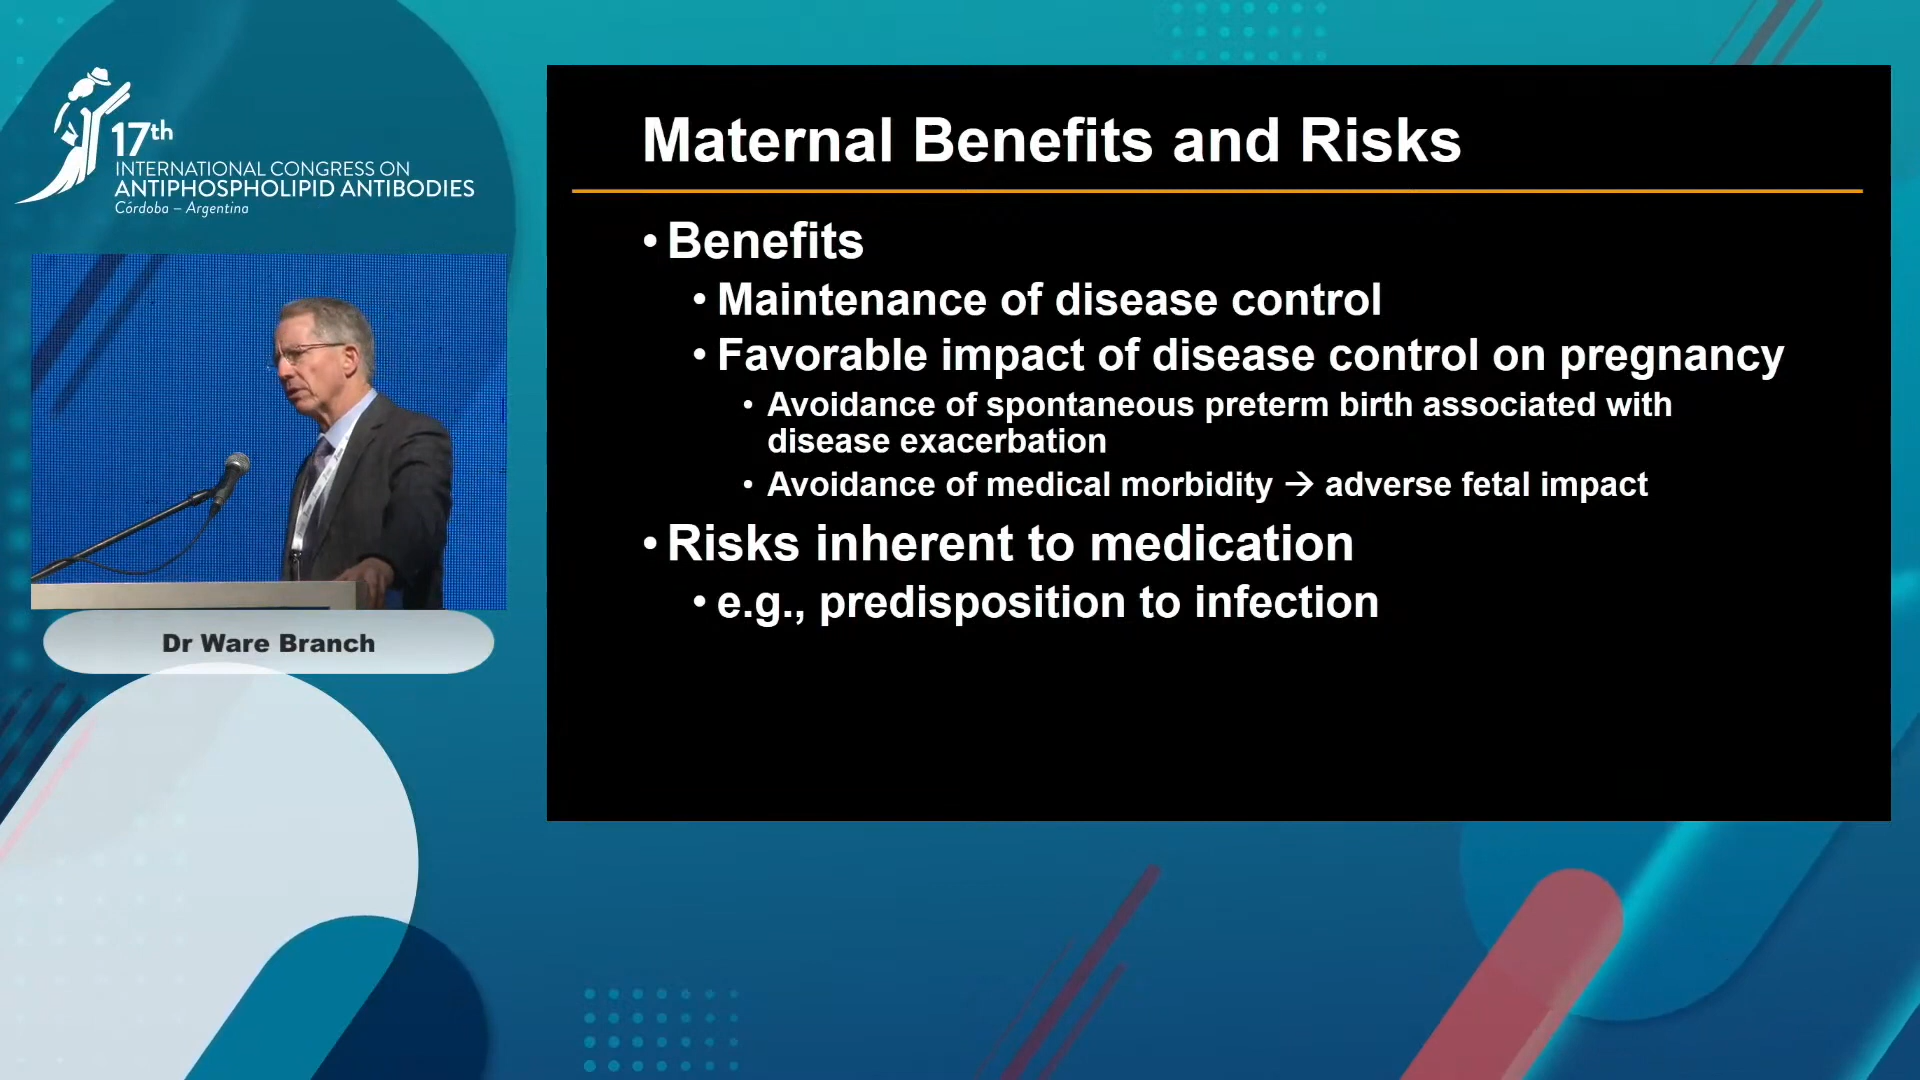 17th
INTERNATIONAL CONGRESS ON
ANTIPHOSPHOLIPID ANTIBODIES
Córdoba – Argentina
Dr Ware Branch
Maternal Benefits and Risks
• Benefits
• Maintenance of disease control
• Favorable impact of disease control on pregnancy
• Avoidance of spontaneous preterm birth associated with
disease exacerbation
• Avoidance of medical morbidity → adverse fetal impact
• Risks inherent to medication
• e.g., predisposition to infection